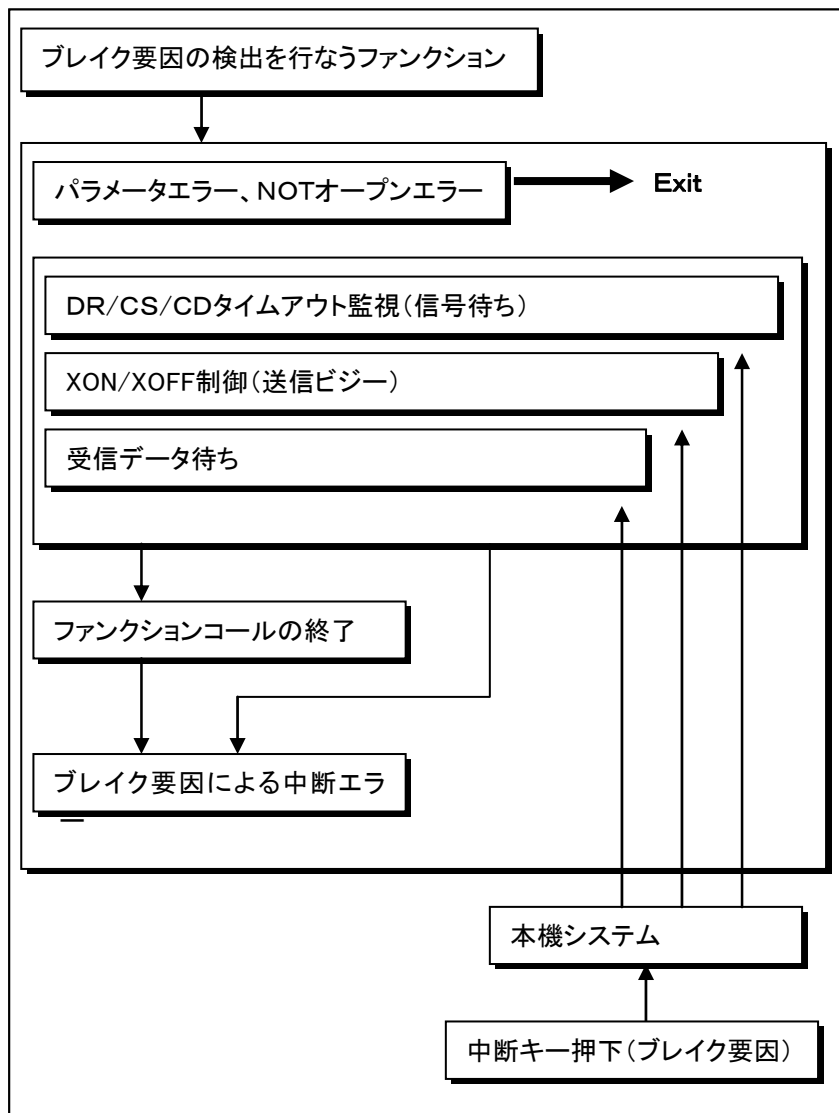 ブレイク要因の検出を行なうファンクション
パラメータエラー、NOTオープンエラー
Exit
DR/CS/CDタイムアウト監視(信号待ち)
XON/XOFF制御(送信ビジー)
受信データ待ち
ファンクションコールの終了
ブレイク要因による中断エラ
ー
本機システム
中断キー押下(ブレイク要因)